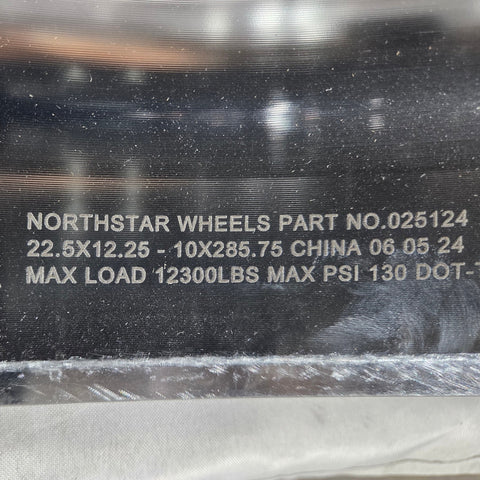 NORTHSTAR WHEELS PART NO.025124
22.5X12.25 - 10X285.75 CHINA 06 05 24
MAX LOAD 12300LBS MAX PSI 130 DOT-T